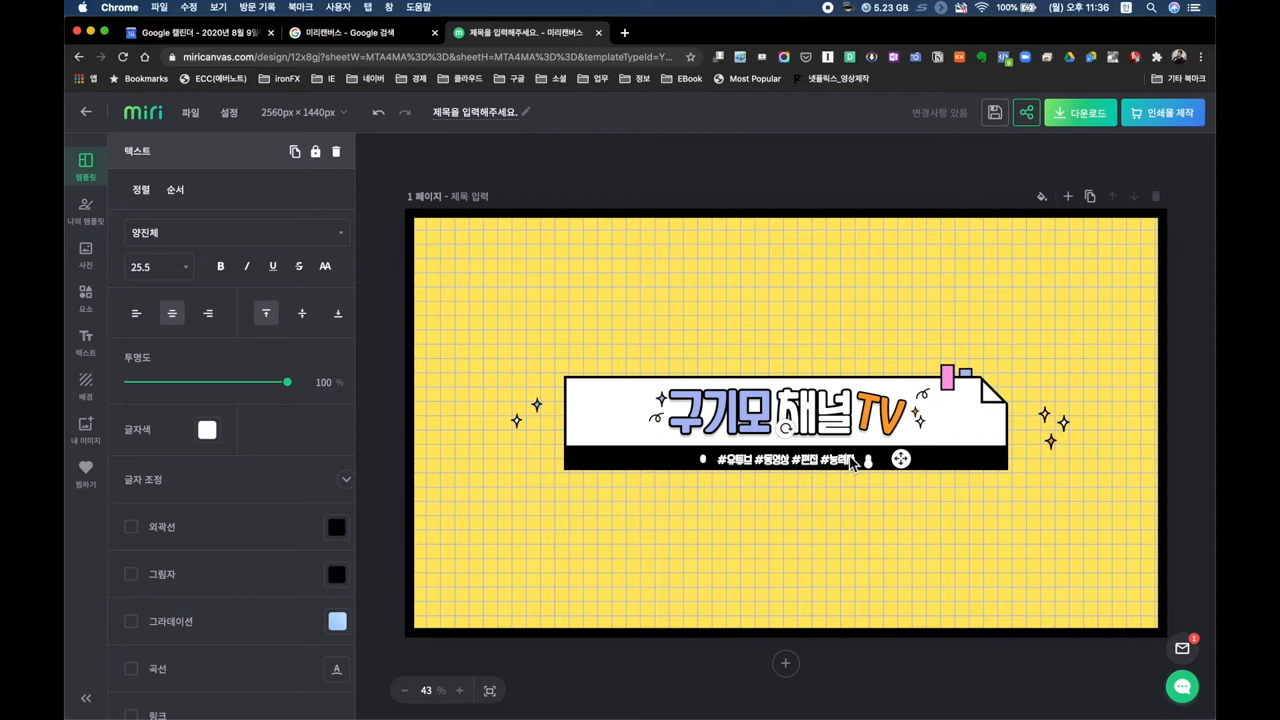 Chrome 파일 수정 보기 방문 기록 북마크 사용자 탭 창 도움말 5.23 GB 100% (월) 오후 11:36
Google 캘린더 - 2020년 8월 9일 미리캔버스 - Google 검색 제목을 입력해주세요. - 미리캔버스
miricanvas.com/design/12x8gj?sheetW=MTA4MA%3D%3D&sheetH=MTA4MA%3D%3D&templateTypeId=Y...
앱 Bookmarks ECC(에버노트) ironFX IE 네이버 경제 클라우드 구글 소셜 업무 정보 EBook Most Popular 넷플릭스_영상제작 기타 북마크
miri 파일 설정 2560px × 1440px 제목을 입력해주세요. 변경사항 있음 다운로드 인쇄물 제작
텍스트
템플릿
나의 템플릿
사진
요소
텍스트
배경
내 이미지
찜하기
정렬 순서
양진체
25.5 B I U S AA
투명도
100 %
글자색
글자 조정
외곽선
그림자
그라데이션
곡선
링크
1 페이지 - 제목 입력
구기모 채널 TV
#유튜브 #동영상 #편집
43 %
1